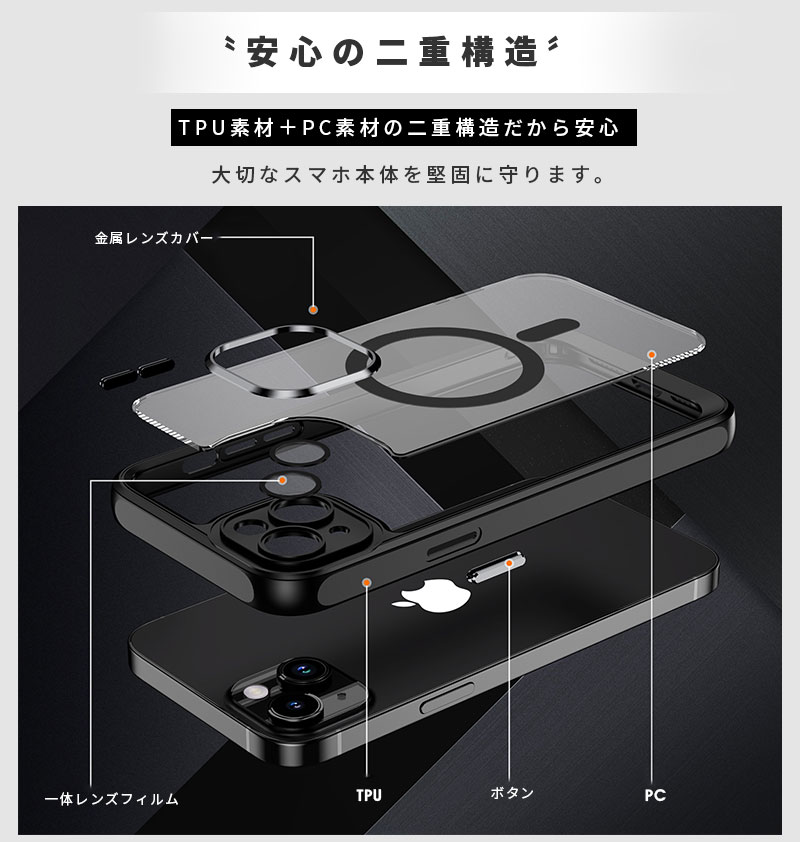 〝安心の二重構造〞
TPU素材＋PC素材の二重構造だから安心
大切なスマホ本体を堅固に守ります。
金属レンズカバー
一体レンズフィルム
TPU
ボタン
PC